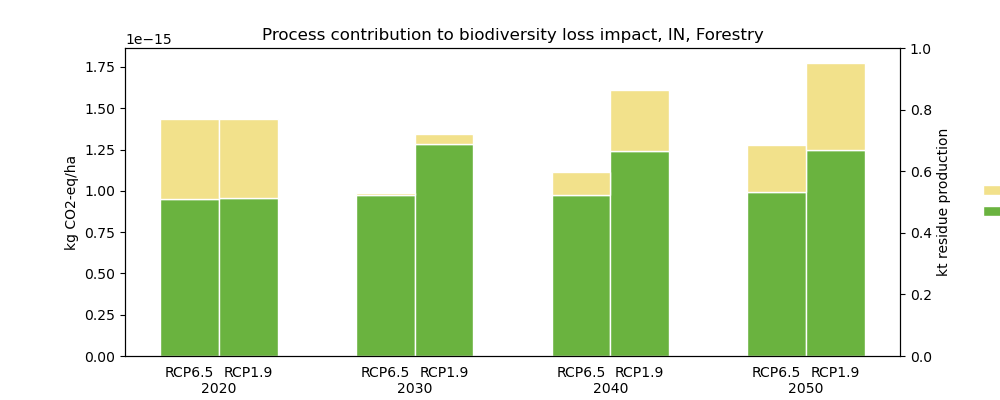 Process contribution to biodiversity loss impact, IN, Forestry
1e−15
kg CO2-eq/ha
1.75
1.50
1.25
1.00
0.75
0.50
0.25
0.00
1.0
0.8
0.6
0.4
0.2
0.0
kt residue production
RCP6.5 RCP1.9 RCP6.5 RCP1.9 RCP6.5 RCP1.9 RCP6.5 RCP1.9
2020 2030 2040 2050